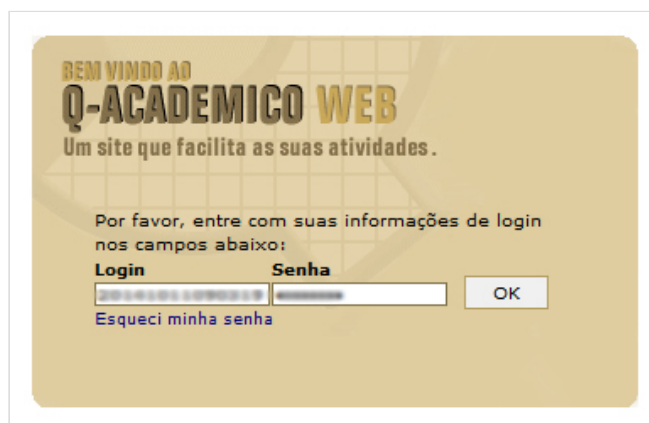 BEM VINDO AO
Q-ACADEMICO WEB
Um site que facilita as suas atividades.
Por favor, entre com suas informações de login
nos campos abaixo:
Login Senha
OK
Esqueci minha senha